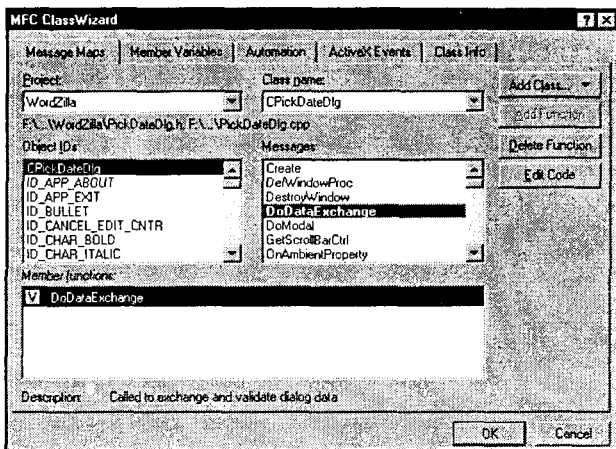 MFC ClassWizard
Message Maps Member Variables Automation ActiveX Events Class Info
Project: Class name: Add Class...
WordZilla CPickDateDlg Add Function
F:\...\WordZilla\PickDateDlg.h, F:\...\PickDateDlg.cpp
Object IDs: Messages: Delete Function
CPickDateDlg Create Edit Code
ID_APP_ABOUT DefWindowProc
ID_APP_EXIT DestroyWindow
ID_BULLET DoDataExchange
ID_CANCEL_EDIT_CNTR DoModal
ID_CHAR_BOLD GetScrollBarCtrl
ID_CHAR_ITALIC OnAmbientProperty
Member functions:
V DoDataExchange
Description: Called to exchange and validate dialog data
OK Cancel